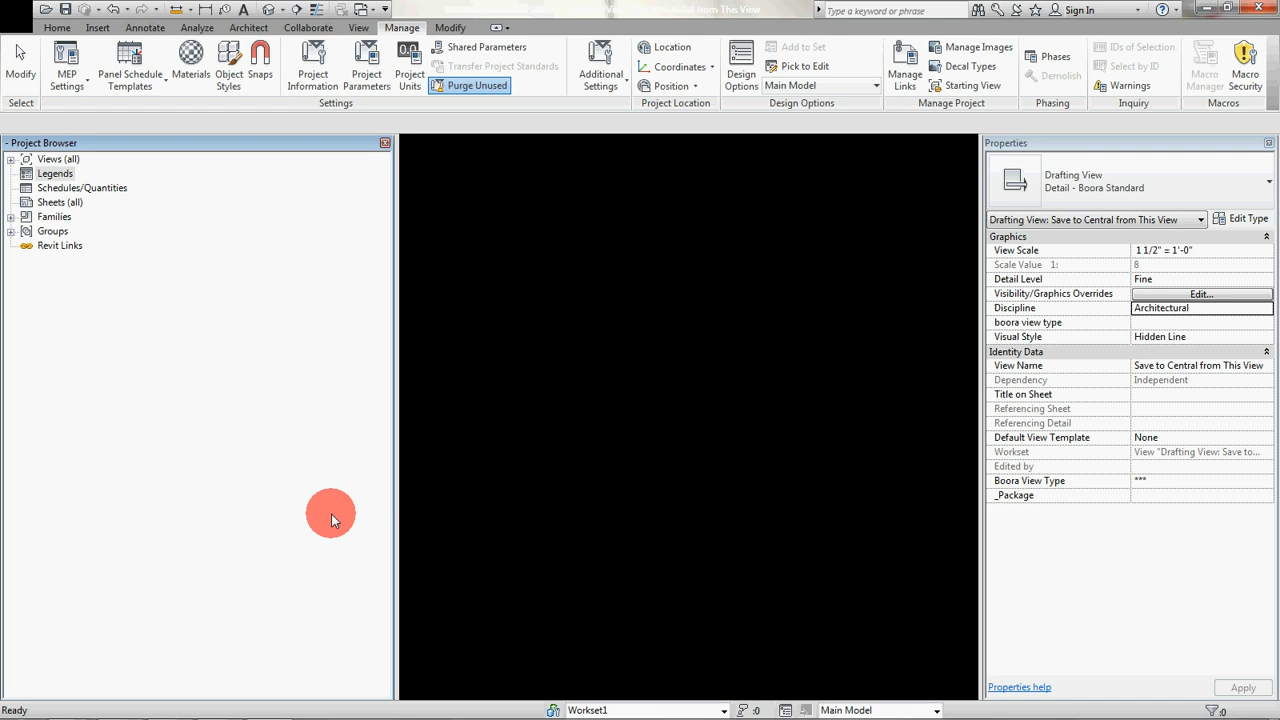 al from This View
Type a keyword or phrase
Sign In
Home Insert Annotate Analyze Architect Collaborate View Manage Modify
Modify
MEP Settings
Panel Schedule Templates
Materials
Object Styles
Snaps
Project Information
Project Parameters
Project Units
Shared Parameters
Transfer Project Standards
Purge Unused
Additional Settings
Location
Coordinates
Position
Design Options
Add to Set
Pick to Edit
Main Model
Manage Links
Manage Images
Decal Types
Starting View
Phases
Demolish
IDs of Selection
Select by ID
Warnings
Macro Manager
Macro Security
Select Settings Project Location Design Options Manage Project Phasing Inquiry Macros
- Project Browser
Views (all)
Legends
Schedules/Quantities
Sheets (all)
Families
Groups
Revit Links
Properties
Drafting View
Detail - Boora Standard
Drafting View: Save to Central from This View Edit Type
Graphics
View Scale 1 1/2" = 1'-0"
Scale Value 1: 8
Detail Level Fine
Visibility/Graphics Overrides Edit...
Discipline Architectural
boora view type
Visual Style Hidden Line
Identity Data
View Name Save to Central from This View
Dependency Independent
Title on Sheet
Referencing Sheet
Referencing Detail
Default View Template None
Workset View "Drafting View: Save to...
Edited by
Boora View Type ***
_Package
Properties help Apply
Ready Workset1 :0 Main Model :0